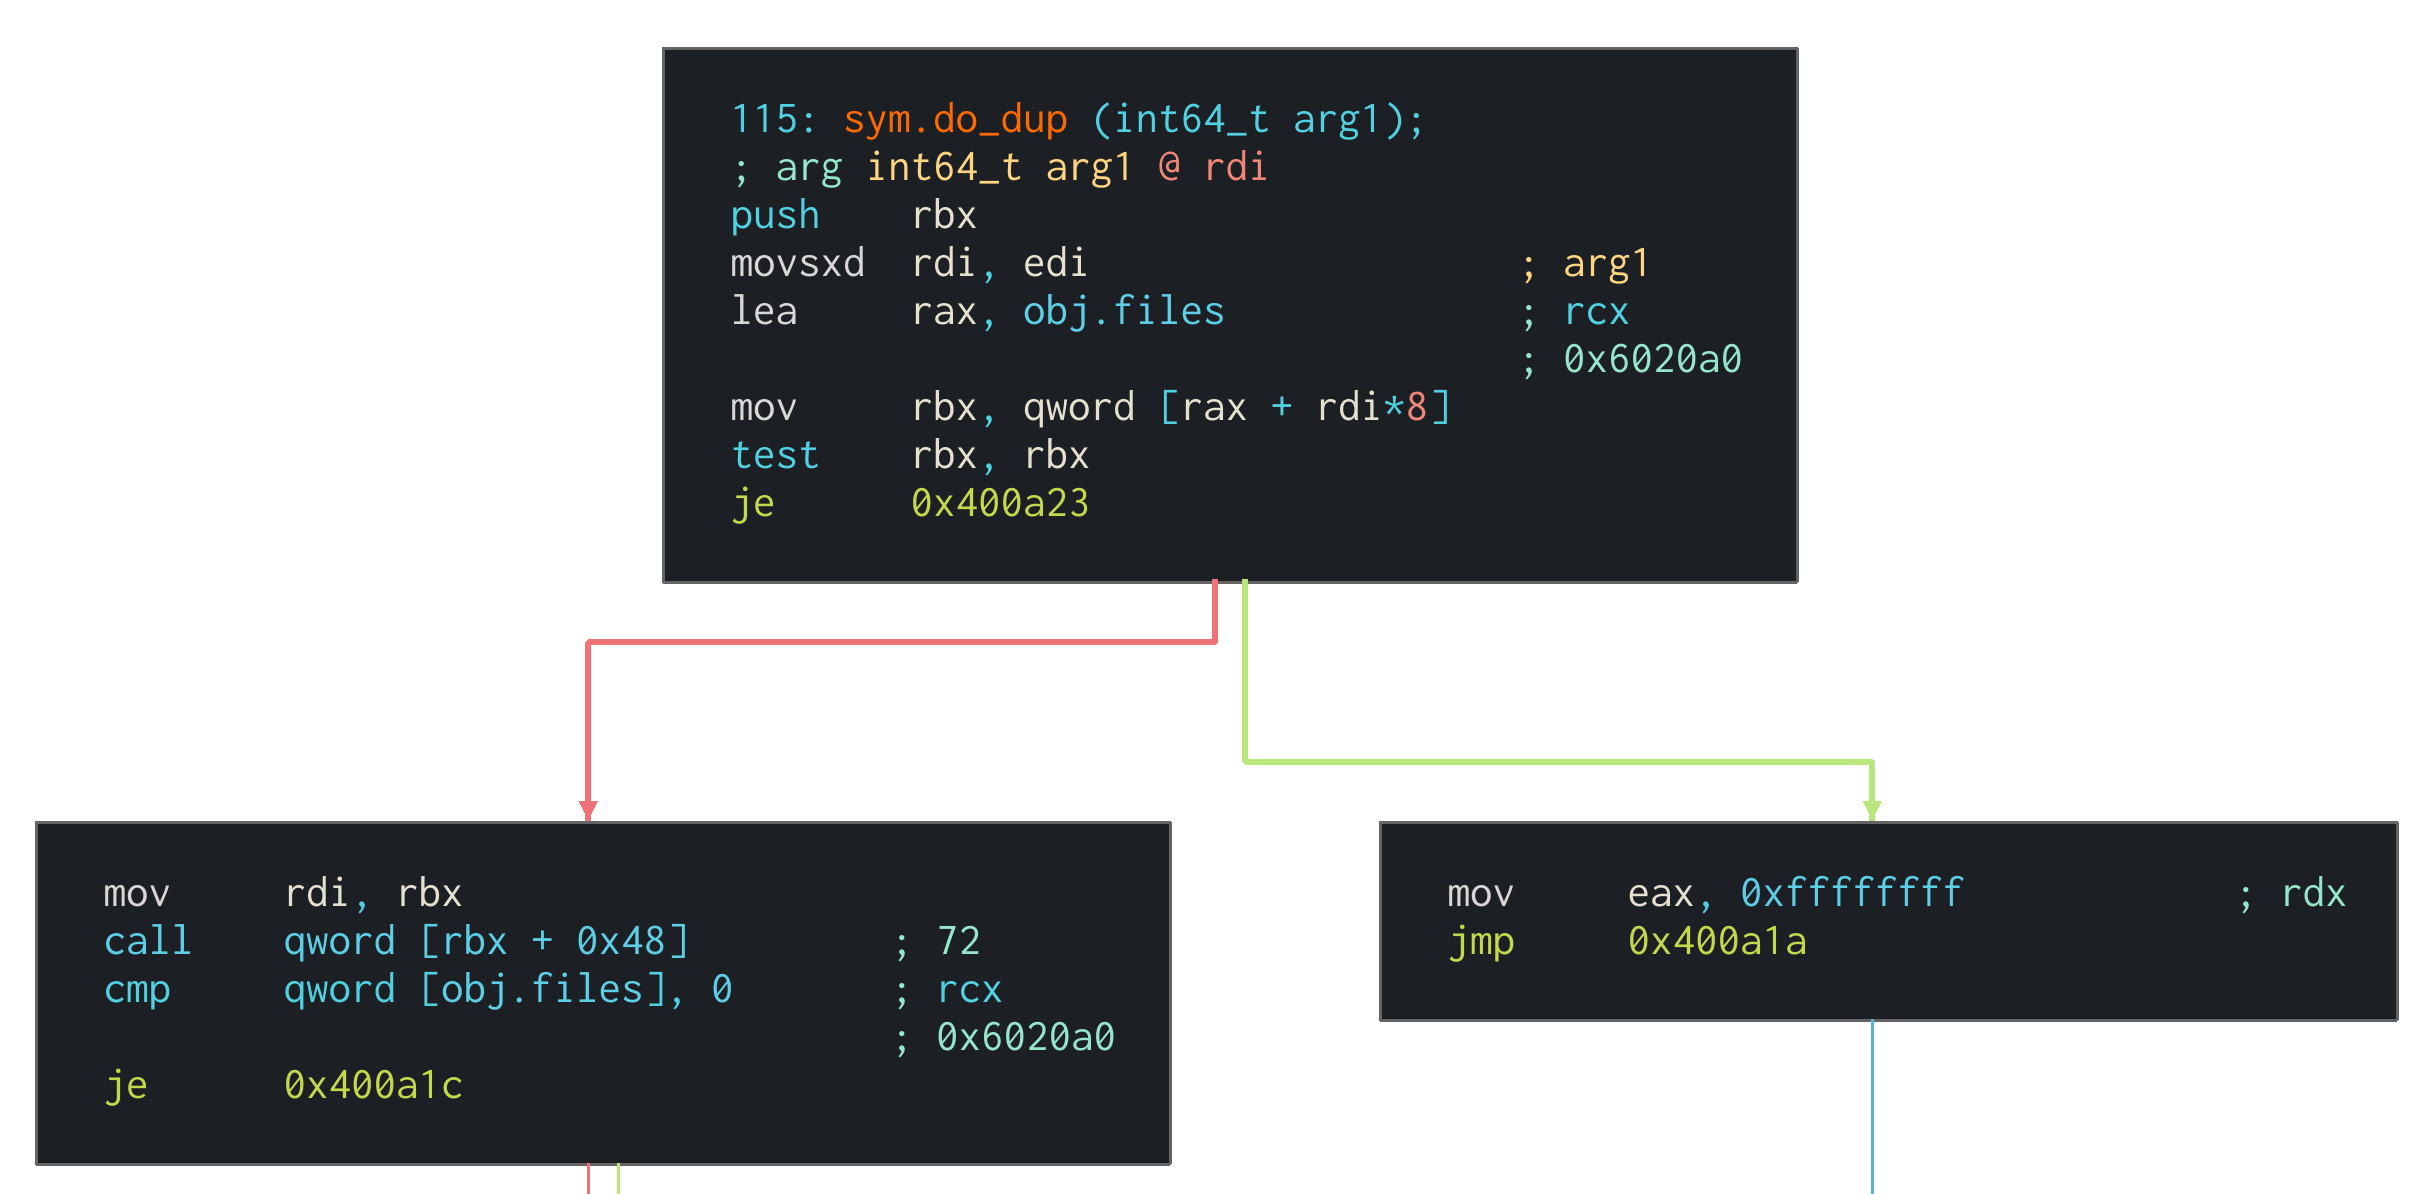 115: sym.do_dup (int64_t arg1);
; arg int64_t arg1 @ rdi
push rbx
movsxd rdi, edi ; arg1
lea rax, obj.files ; rcx
; 0x6020a0
mov rbx, qword [rax + rdi*8]
test rbx, rbx
je 0x400a23
mov rdi, rbx
call qword [rbx + 0x48] ; 72
cmp qword [obj.files], 0 ; rcx
; 0x6020a0
je 0x400a1c
mov eax, 0xffffffff ; rdx
jmp 0x400a1a